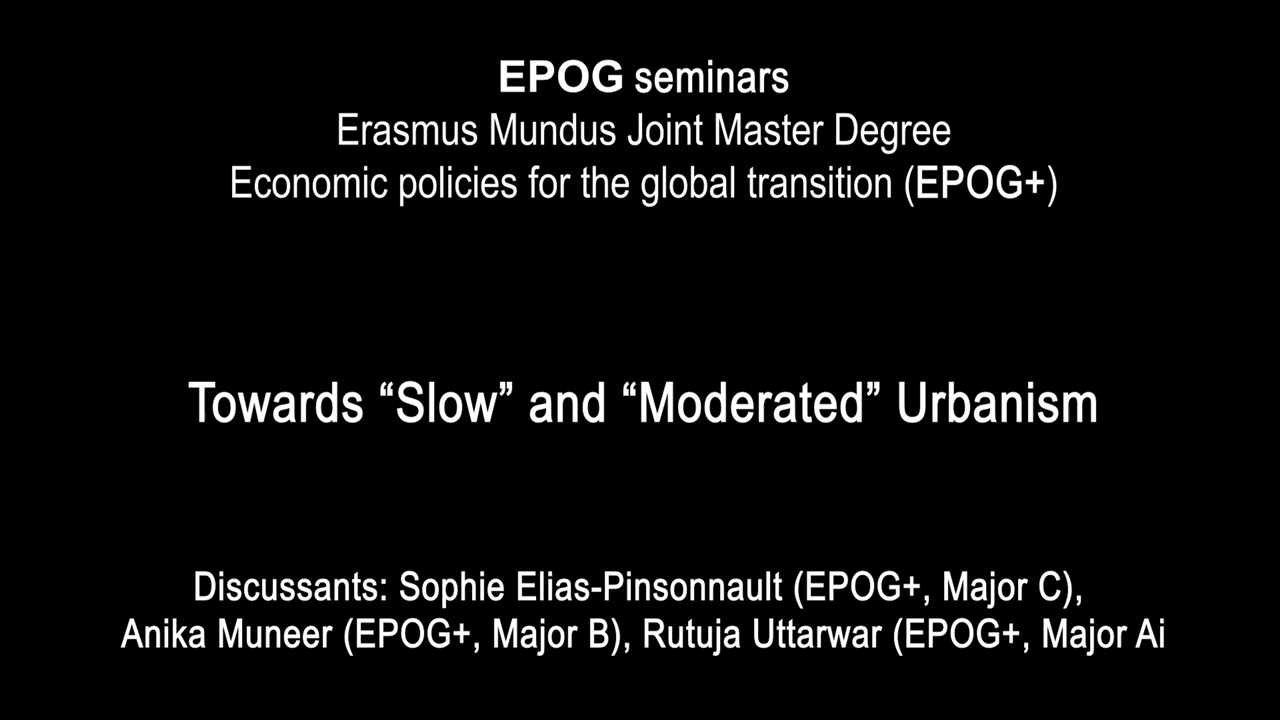 EPOG seminars
Erasmus Mundus Joint Master Degree
Economic policies for the global transition (EPOG+)
Towards “Slow” and “Moderated” Urbanism
Discussants: Sophie Elias-Pinsonnault (EPOG+, Major C),
Anika Muneer (EPOG+, Major B), Rutuja Uttarwar (EPOG+, Major Ai